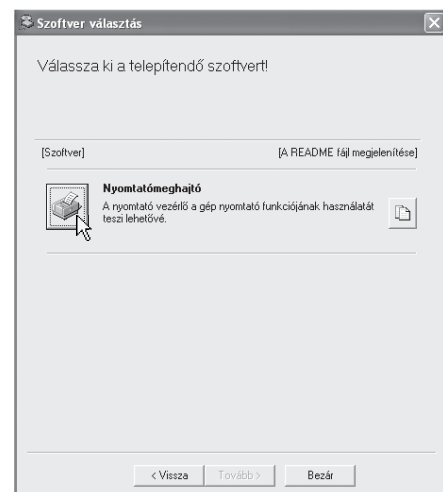 Szoftver választás
Válassza ki a telepítendő szoftvert!
[Szoftver] [A README fájl megjelenítése]
Nyomtatómeghajtó
A nyomtató vezérlő a gép nyomtató funkciójának használatát
teszi lehetővé.
< Vissza Tovább > Bezár